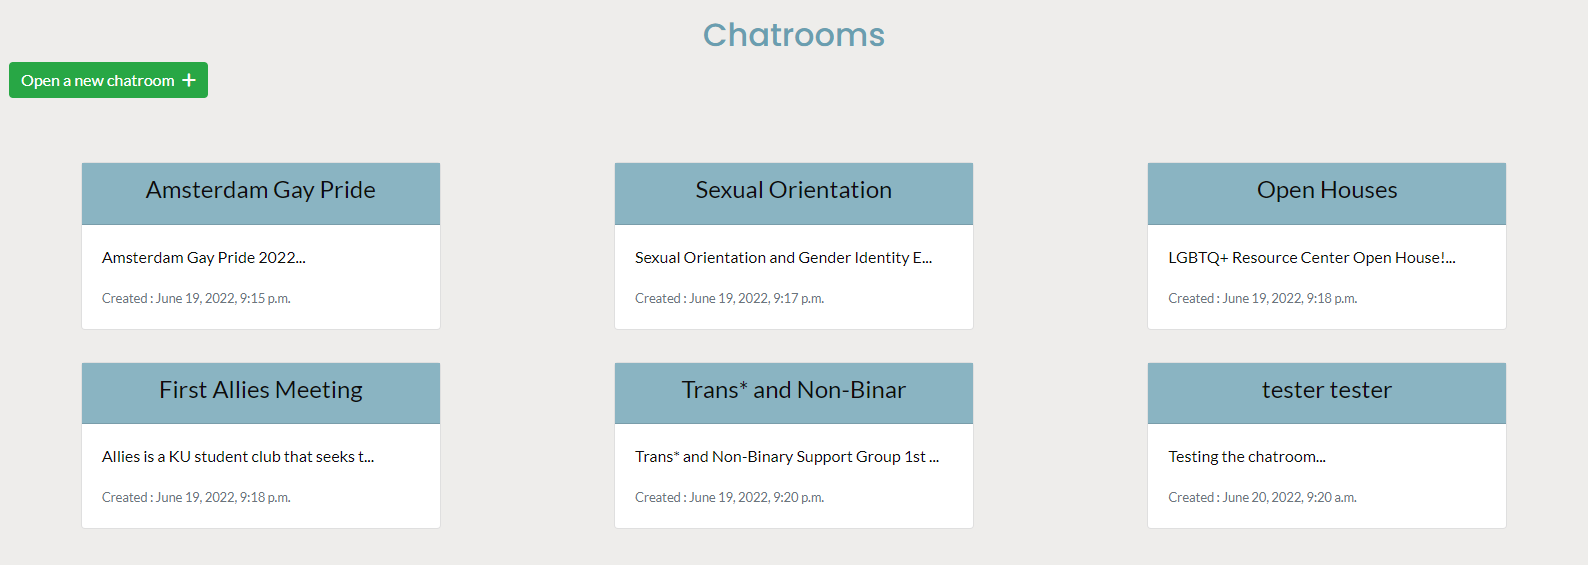 Chatrooms
Open a new chatroom +
Amsterdam Gay Pride
Amsterdam Gay Pride 2022...
Created : June 19, 2022, 9:15 p.m.
Sexual Orientation
Sexual Orientation and Gender Identity E...
Created : June 19, 2022, 9:17 p.m.
Open Houses
LGBTQ+ Resource Center Open House!...
Created : June 19, 2022, 9:18 p.m.
First Allies Meeting
Allies is a KU student club that seeks t...
Created : June 19, 2022, 9:18 p.m.
Trans* and Non-Binar
Trans* and Non-Binary Support Group 1st ...
Created : June 19, 2022, 9:20 p.m.
tester tester
Testing the chatroom...
Created : June 20, 2022, 9:20 a.m.